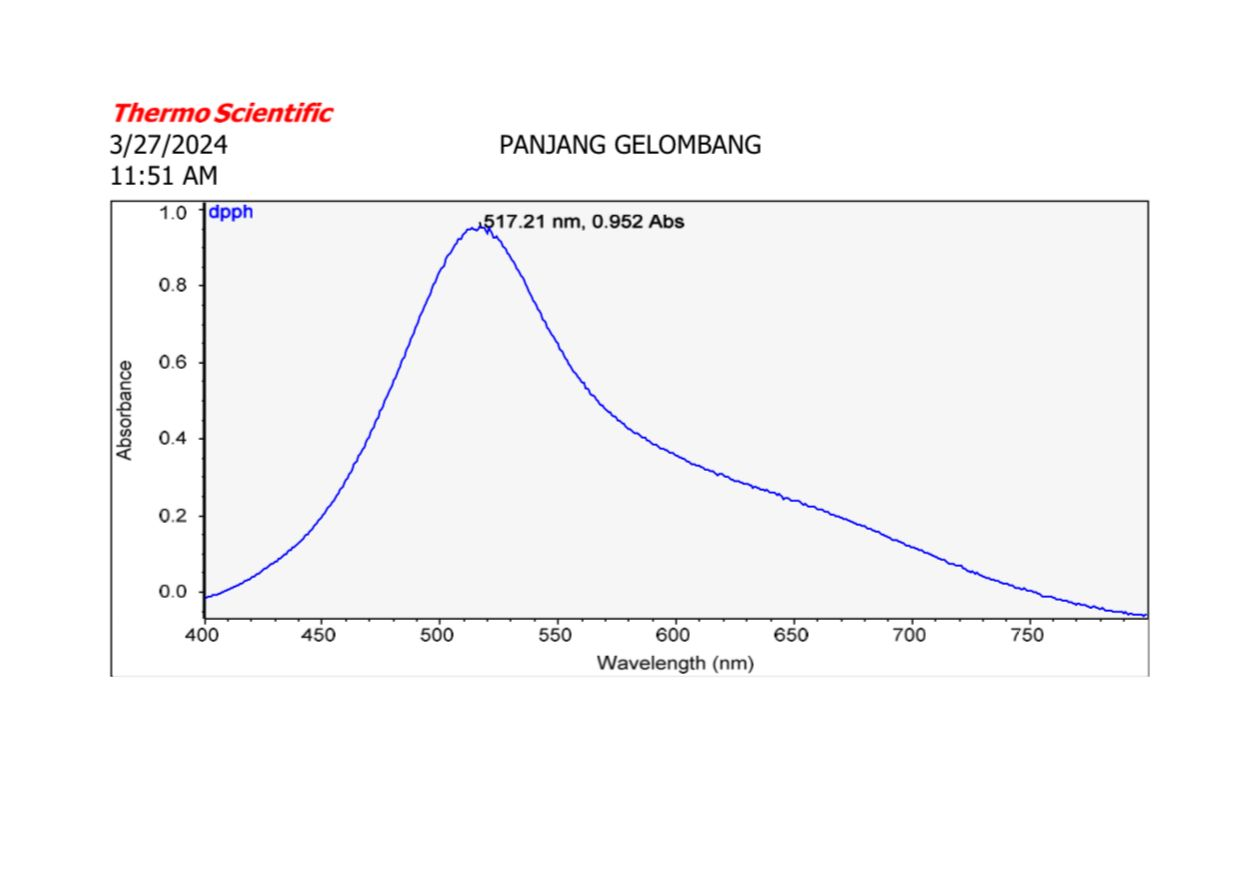 Thermo Scientific
3/27/2024
PANJANG GELOMBANG
11:51 AM
1.0
dpph
517.21 nm, 0.952 Abs
0.8
0.6
0.4
0.2
0.0
Absorbance
400 450 500 550 600 650 700 750
Wavelength (nm)